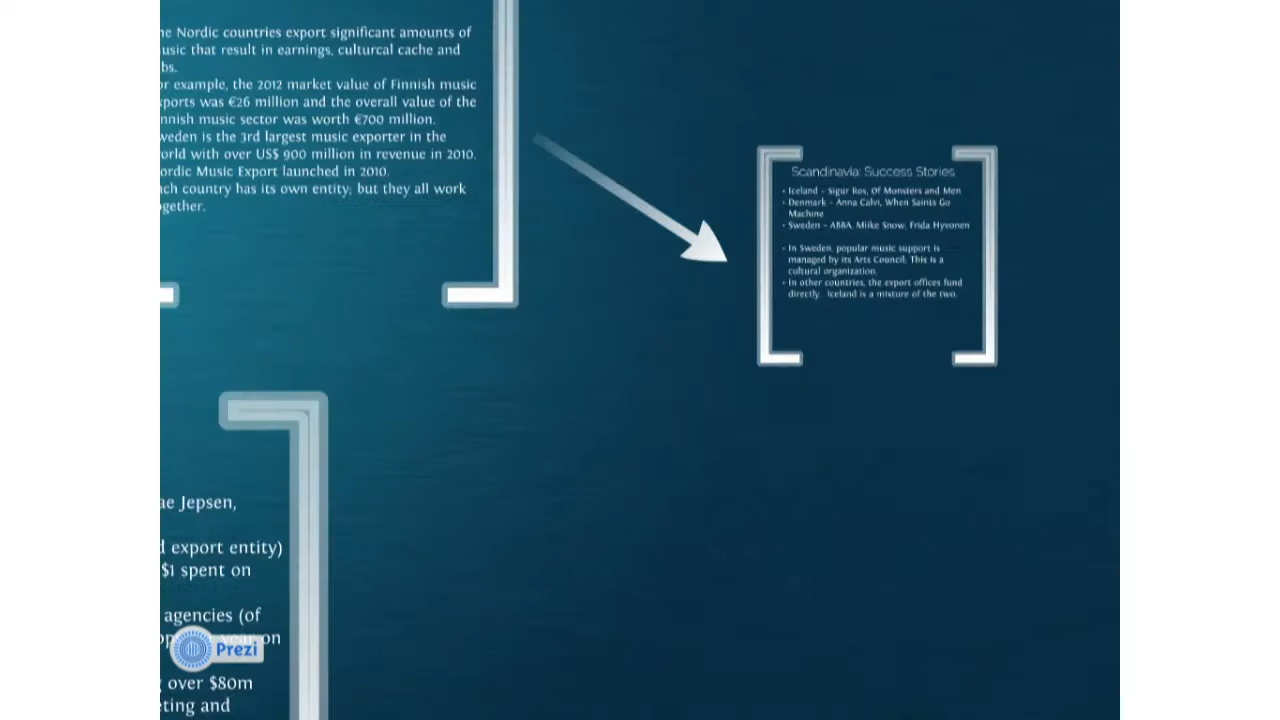 he Nordic countries export significant amounts of
usic that result in earnings, culturcal cache and
bs.
or example, the 2012 market value of Finnish music
xports was €26 million and the overall value of the
nnish music sector was worth €700 million.
weden is the 3rd largest music exporter in the
orld with over US$ 900 million in revenue in 2010.
ordic Music Export launched in 2010.
ach country has its own entity, but they all work
ogether.
Scandinavia: Success Stories
• Iceland - Sigur Ros, Of Monsters and Men
• Denmark - Anna Calvi, When Saints Go
Machine
• Sweden - ABBA, Miike Snow, Frida Hyvonen
• In Sweden, popular music support is
managed by its Arts Council; This is a
cultural organization.
• In other countries, the export offices fund
directly. Iceland is a mixture of the two.
ae Jepsen,
d export entity)
$1 spent on
agencies (of
year on
Prezi
g over $80m
eting and